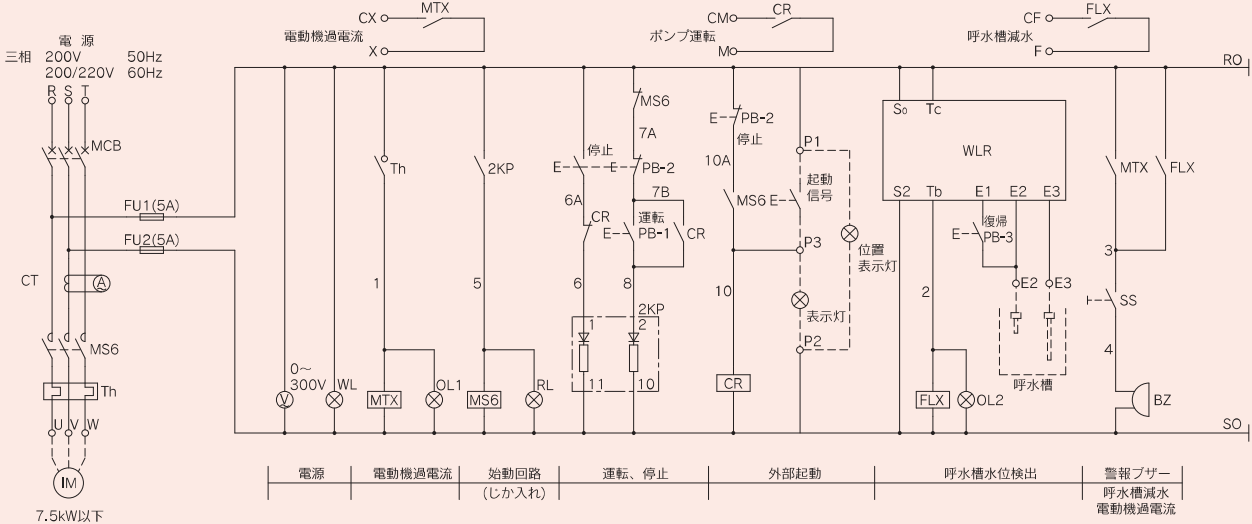 CX MTX
電動機過電流
X
CM CR
ポンプ運転
M
CF FLX
呼水槽減水
F
電 源
三相 200V 50Hz
200/220V 60Hz
R S T
MCB
FU1(5A)
FU2(5A)
CT A
MS6
Th
U V W
IM
7.5kW以下
RO
SO
V
0～
300V
WL
Th
1
MTX
OL1
2KP
5
MS6
RL
停止
E
6A
CR
6
MS6
7A
E PB-2
7B
運転
E PB-1
CR
8
2KP
1 2
11 10
E PB-2
停止
10A
MS6
10
CR
P1
起動
信号
E
P3
位置
表示灯
表示灯
P2
S0 Tc
WLR
S2 Tb E1 E2 E3
復帰
E PB-3
2
FLX
OL2
E2 E3
呼水槽
MTX FLX
3
SS
4
BZ
電源
電動機過電流
始動回路
(じか入れ)
運転、停止
外部起動
呼水槽水位検出
警報ブザー
呼水槽減水
電動機過電流